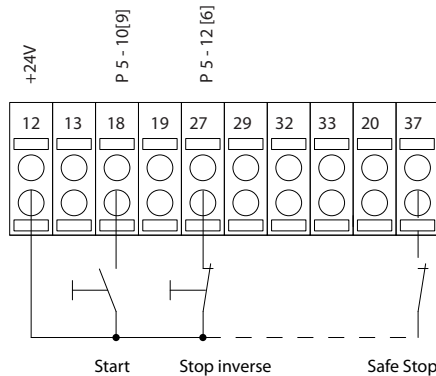 +24V
P 5 - 10[9]
P 5 - 12 [6]
12 13 18 19 27 29 32 33 20 37
Start Stop inverse Safe Stop